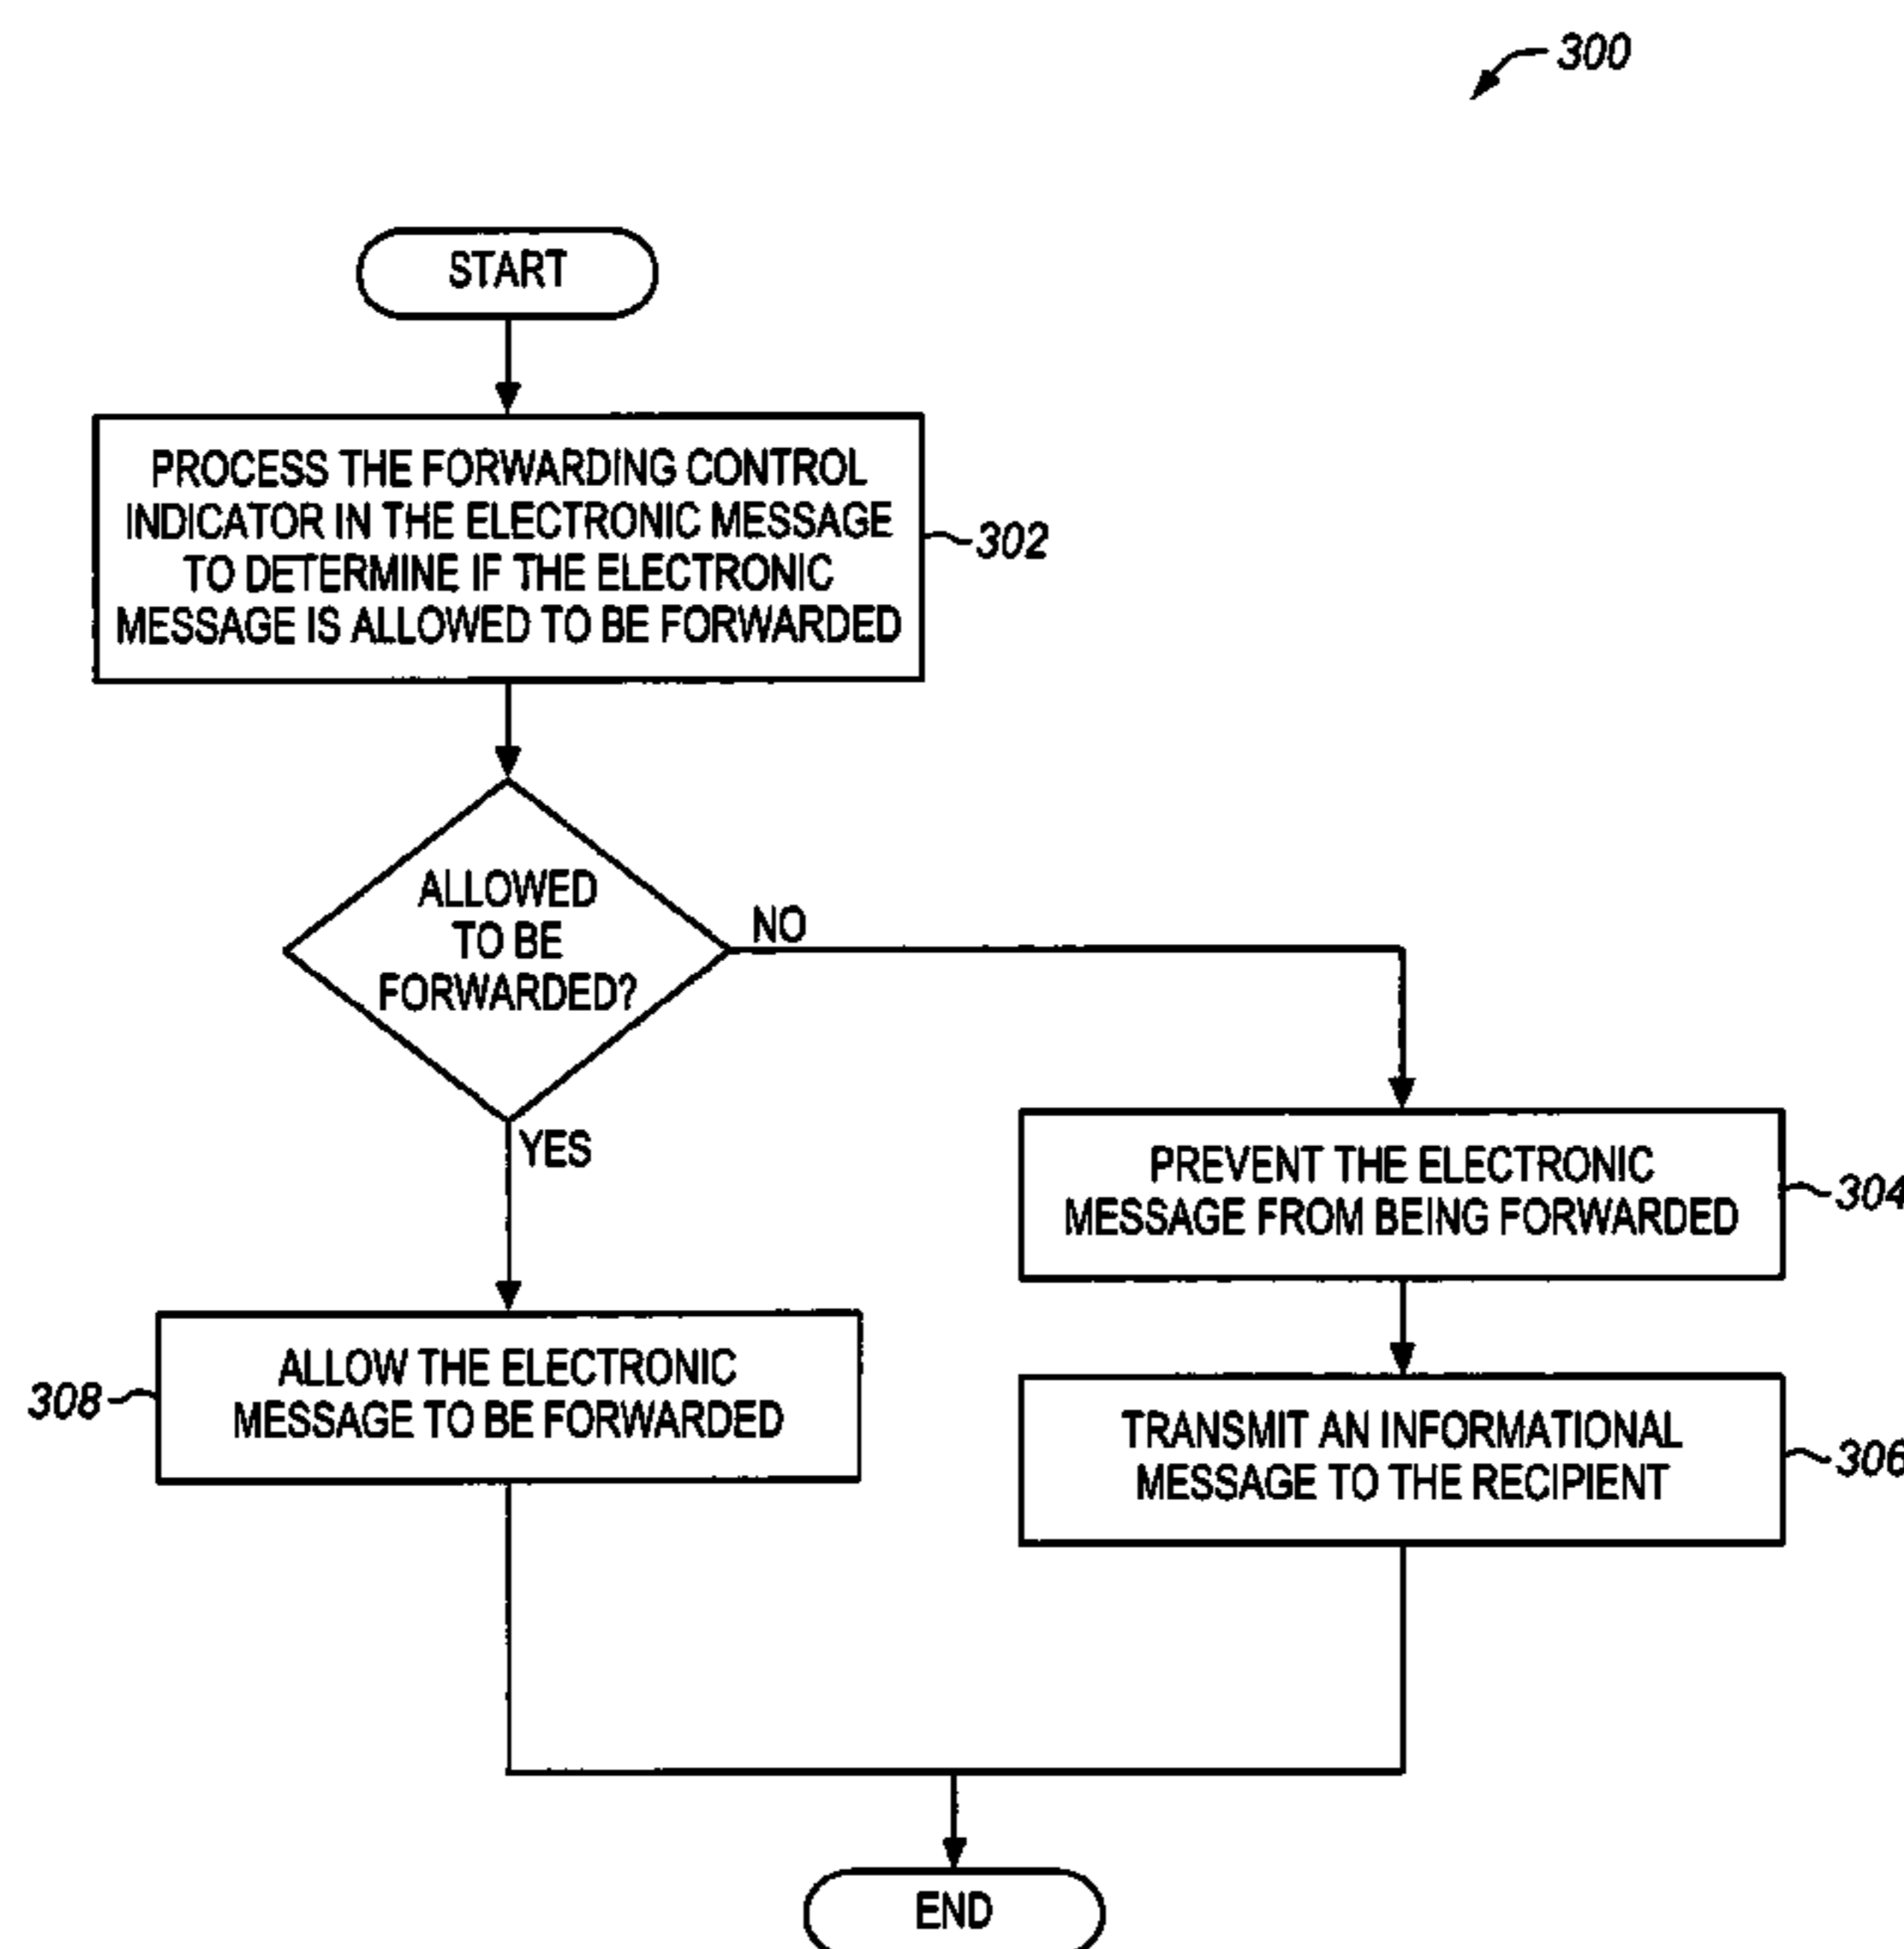 300
START
PROCESS THE FORWARDING CONTROL
INDICATOR IN THE ELECTRONIC MESSAGE
TO DETERMINE IF THE ELECTRONIC
MESSAGE IS ALLOWED TO BE FORWARDED
302
ALLOWED
TO BE
FORWARDED?
NO
YES
PREVENT THE ELECTRONIC
MESSAGE FROM BEING FORWARDED
304
ALLOW THE ELECTRONIC
MESSAGE TO BE FORWARDED
308
TRANSMIT AN INFORMATIONAL
MESSAGE TO THE RECIPIENT
306
END